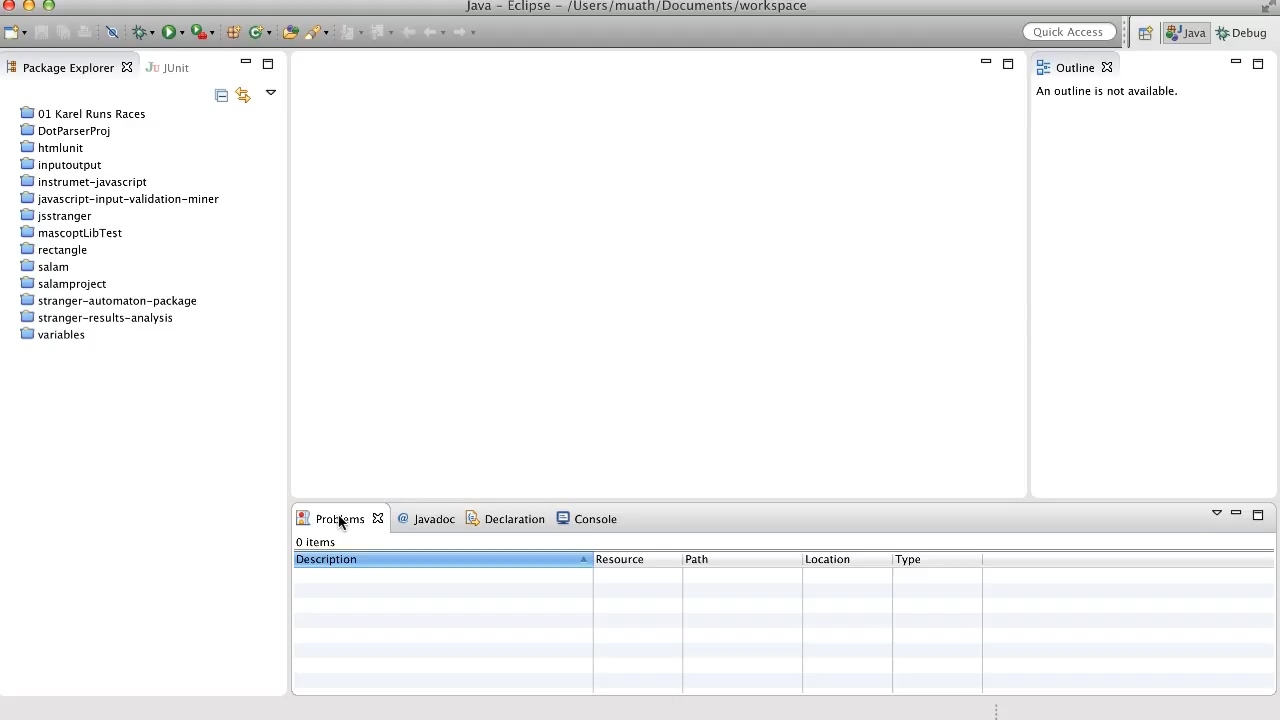 Java - Eclipse - /Users/muath/Documents/workspace
Quick Access
Java
Debug
Package Explorer
JUnit
01 Karel Runs Races
DotParserProj
htmlunit
inputoutput
instrumet-javascript
javascript-input-validation-miner
jsstranger
mascoptLibTest
rectangle
salam
salamproject
stranger-automaton-package
stranger-results-analysis
variables
Outline
An outline is not available.
Problems
Javadoc
Declaration
Console
0 items
Description Resource Path Location Type